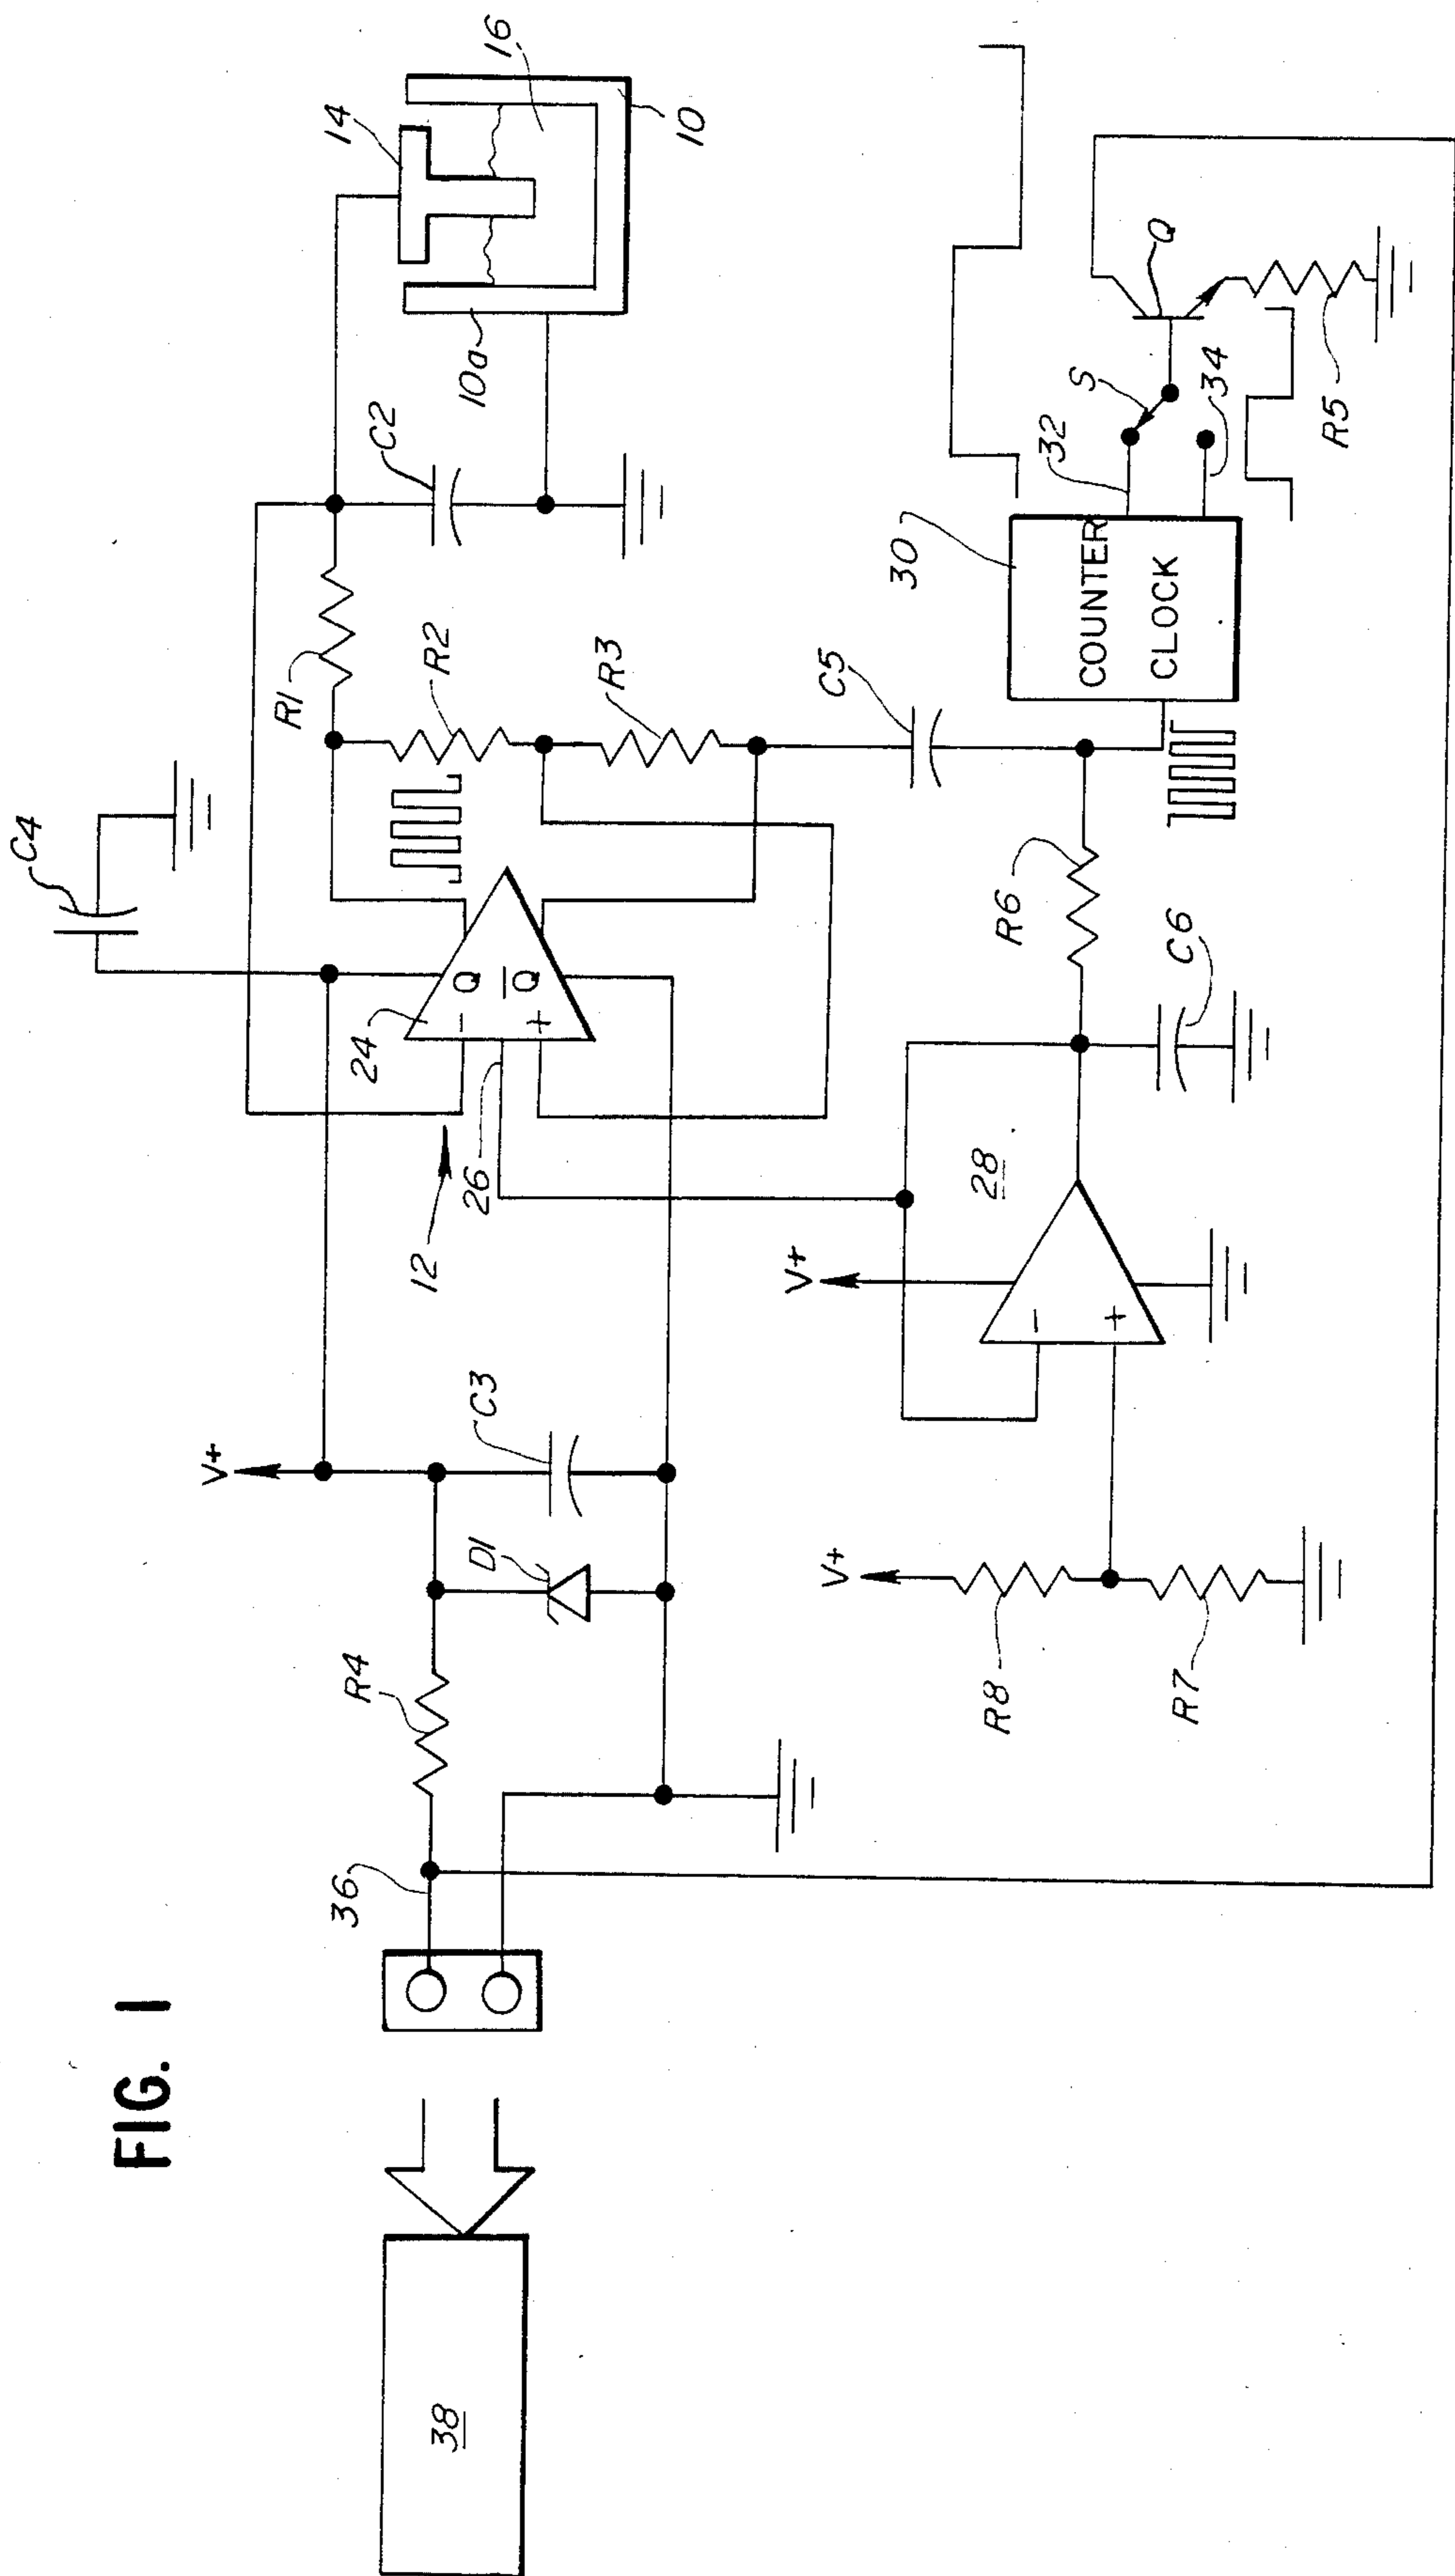 FIG. 1
38
36
R4
D1
V+
C3
12
26
24
-
Q
Q̅
+
C4
R1
R2
R3
C2
14
16
10a
10
V+
R8
R7
V+
-
+
28
C6
R6
C5
30
COUNTER
CLOCK
32
34
S
Q
R5